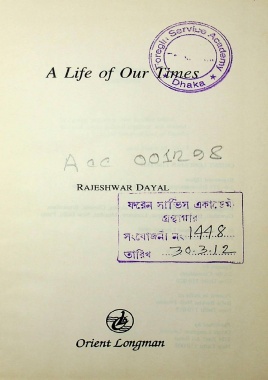 A Life of Our Times
Foreign Service Academy
★ Dhaka ★
Acc 001298
RAJESHWAR DAYAL
ফরেন সার্ভিস একাডেমী
গ্রন্থাগার
সংযোজনী নং 1448
তারিখ 30.3.12
Orient Longman